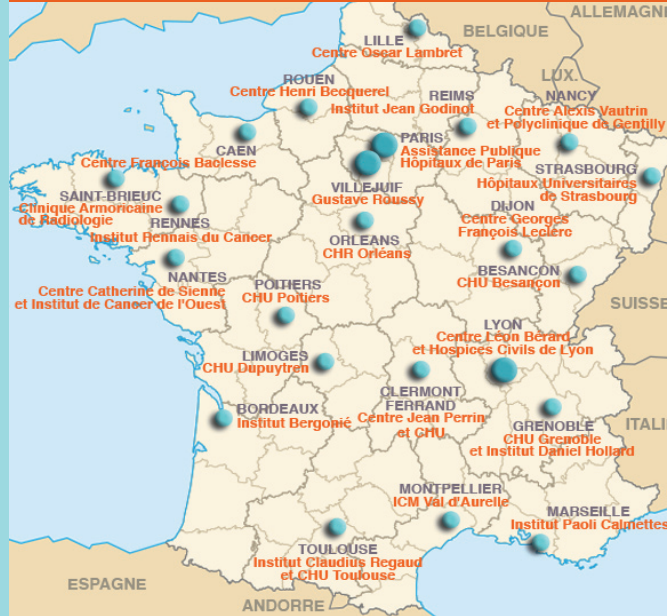 ALLEMAGNE
BELGIQUE
LILLE
Centre Oscar Lambret
LUX.
ROUEN
Centre Henri Becquerel
REIMS
Institut Jean Godinot
NANCY
Centre Alexis Vautrin
et Polyclinique de Gentilly
CAEN
Centre François Baclesse
PARIS
Assistance Publique
Hôpitaux de Paris
VILLEJUIF
Gustave Roussy
STRASBOURG
Hôpitaux Universitaires
de Strasbourg
SAINT-BRIEUC
Clinique Armoricaine
de Radiologie
RENNES
Institut Rennais du Cancer
ORLEANS
CHR Orléans
DIJON
Centre Georges
François Leclerc
NANTES
Centre Catherine de Sienne
et Institut de Cancer de l'Ouest
POITIERS
CHU Poitiers
BESANCON
CHU Besançon
SUISSE
LYON
Centre Léon Bérard
et Hospices Civils de Lyon
LIMOGES
CHU Dupuytren
CLERMONT
FERRAND
Centre Jean Perrin
et CHU
BORDEAUX
Institut Bergonié
GRENOBLE
CHU Grenoble
et Institut Daniel Hollard
ITALI
MONTPELLIER
ICM Val d'Aurelle
MARSEILLE
Institut Paoli Calmettes
TOULOUSE
Institut Claudius Regaud
et CHU Toulouse
ESPAGNE
ANDORRE